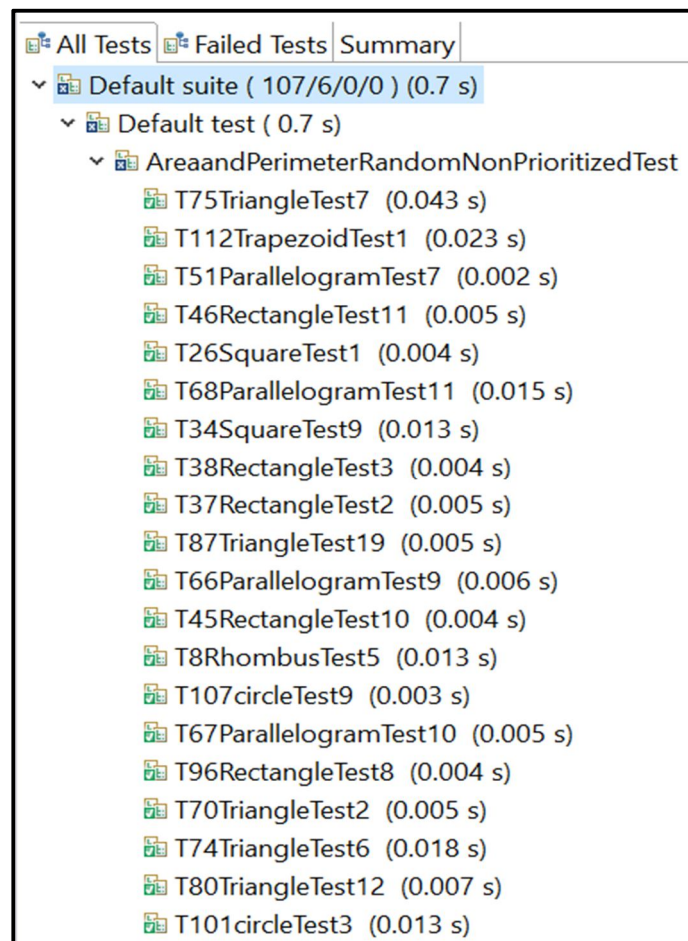 All Tests Failed Tests Summary
Default suite ( 107/6/0/0 ) (0.7 s)
Default test ( 0.7 s)
AreaandPerimeterRandomNonPrioritizedTest
T75TriangleTest7 (0.043 s)
T112TrapezoidTest1 (0.023 s)
T51ParallelogramTest7 (0.002 s)
T46RectangleTest11 (0.005 s)
T26SquareTest1 (0.004 s)
T68ParallelogramTest11 (0.015 s)
T34SquareTest9 (0.013 s)
T38RectangleTest3 (0.004 s)
T37RectangleTest2 (0.005 s)
T87TriangleTest19 (0.005 s)
T66ParallelogramTest9 (0.006 s)
T45RectangleTest10 (0.004 s)
T8RhombusTest5 (0.013 s)
T107circleTest9 (0.003 s)
T67ParallelogramTest10 (0.005 s)
T96RectangleTest8 (0.004 s)
T70TriangleTest2 (0.005 s)
T74TriangleTest6 (0.018 s)
T80TriangleTest12 (0.007 s)
T101circleTest3 (0.013 s)